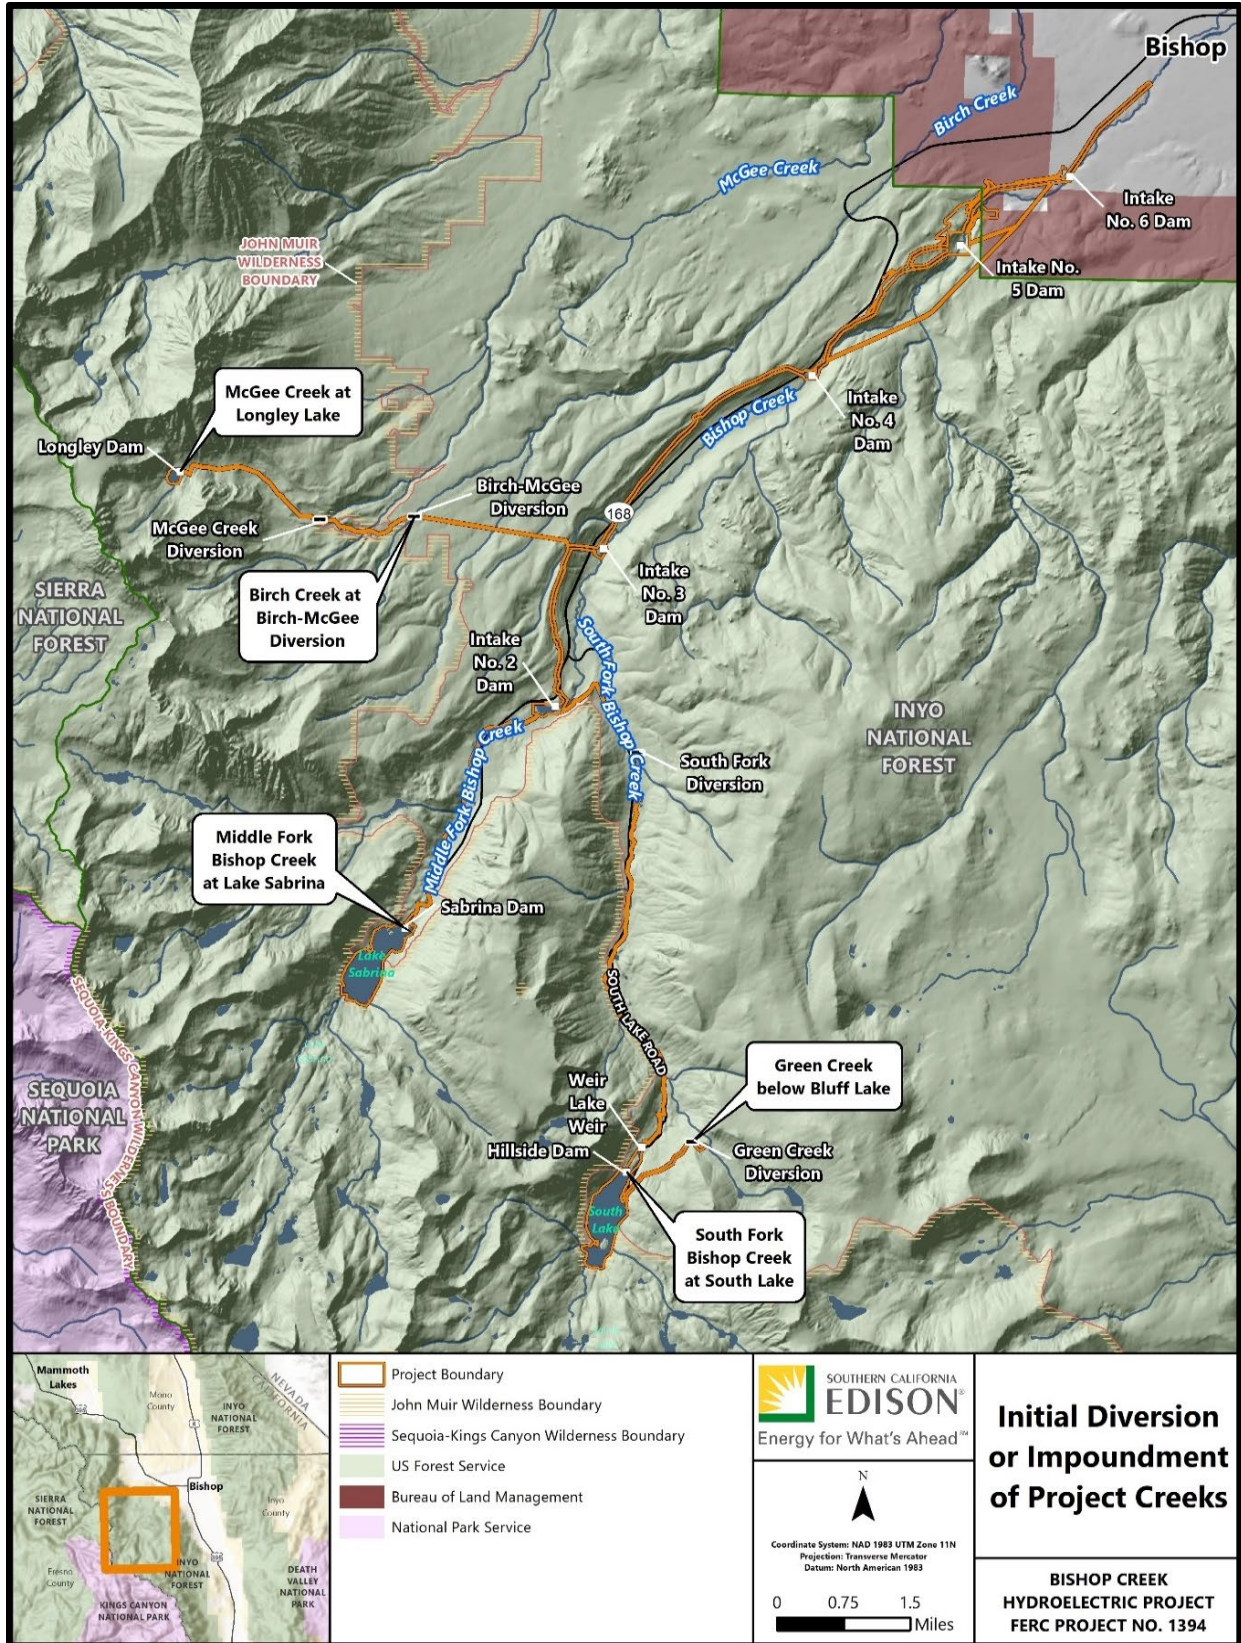 Bishop
Birch Creek
McGee Creek
Intake
No. 6 Dam
JOHN MUIR
WILDERNESS
BOUNDARY
Intake No.
5 Dam
McGee Creek at
Longley Lake
Intake
No. 4
Dam
Bishop Creek
Longley Dam
Birch-McGee
Diversion
168
McGee Creek
Diversion
Intake
No. 3
Dam
Birch Creek at
Birch-McGee
Diversion
SIERRA
NATIONAL
FOREST
South Fork Bishop Creek
Intake
No. 2
Dam
INYO
NATIONAL
FOREST
Middle Fork Bishop Creek
South Fork
Diversion
Middle Fork
Bishop Creek
at Lake Sabrina
Sabrina Dam
Lake
Sabrina
SEQUOIA-KINGS CANYON WILDERNESS BOUNDARY
SOUTH LAKE ROAD
SEQUOIA
NATIONAL
PARK
Green Creek
below Bluff Lake
Weir
Lake
Weir
Hillside Dam
Green Creek
Diversion
South
Lake
South Fork
Bishop Creek
at South Lake
Mammoth
Lakes
Mono
County
NEVADA
CALIFORNIA
INYO
NATIONAL
FOREST
6
Bishop
SIERRA
NATIONAL
FOREST
Inyo
County
395
Fresno
County
INYO
NATIONAL
FOREST
DEATH
VALLEY
NATIONAL
PARK
KINGS CANYON
NATIONAL PARK
Project Boundary
John Muir Wilderness Boundary
Sequoia-Kings Canyon Wilderness Boundary
US Forest Service
Bureau of Land Management
National Park Service
SOUTHERN CALIFORNIA
EDISON®
Energy for What's Ahead℠
N
Coordinate System: NAD 1983 UTM Zone 11N
Projection: Transverse Mercator
Datum: North American 1983
0 0.75 1.5
Miles
Initial Diversion
or Impoundment
of Project Creeks
BISHOP CREEK
HYDROELECTRIC PROJECT
FERC PROJECT NO. 1394